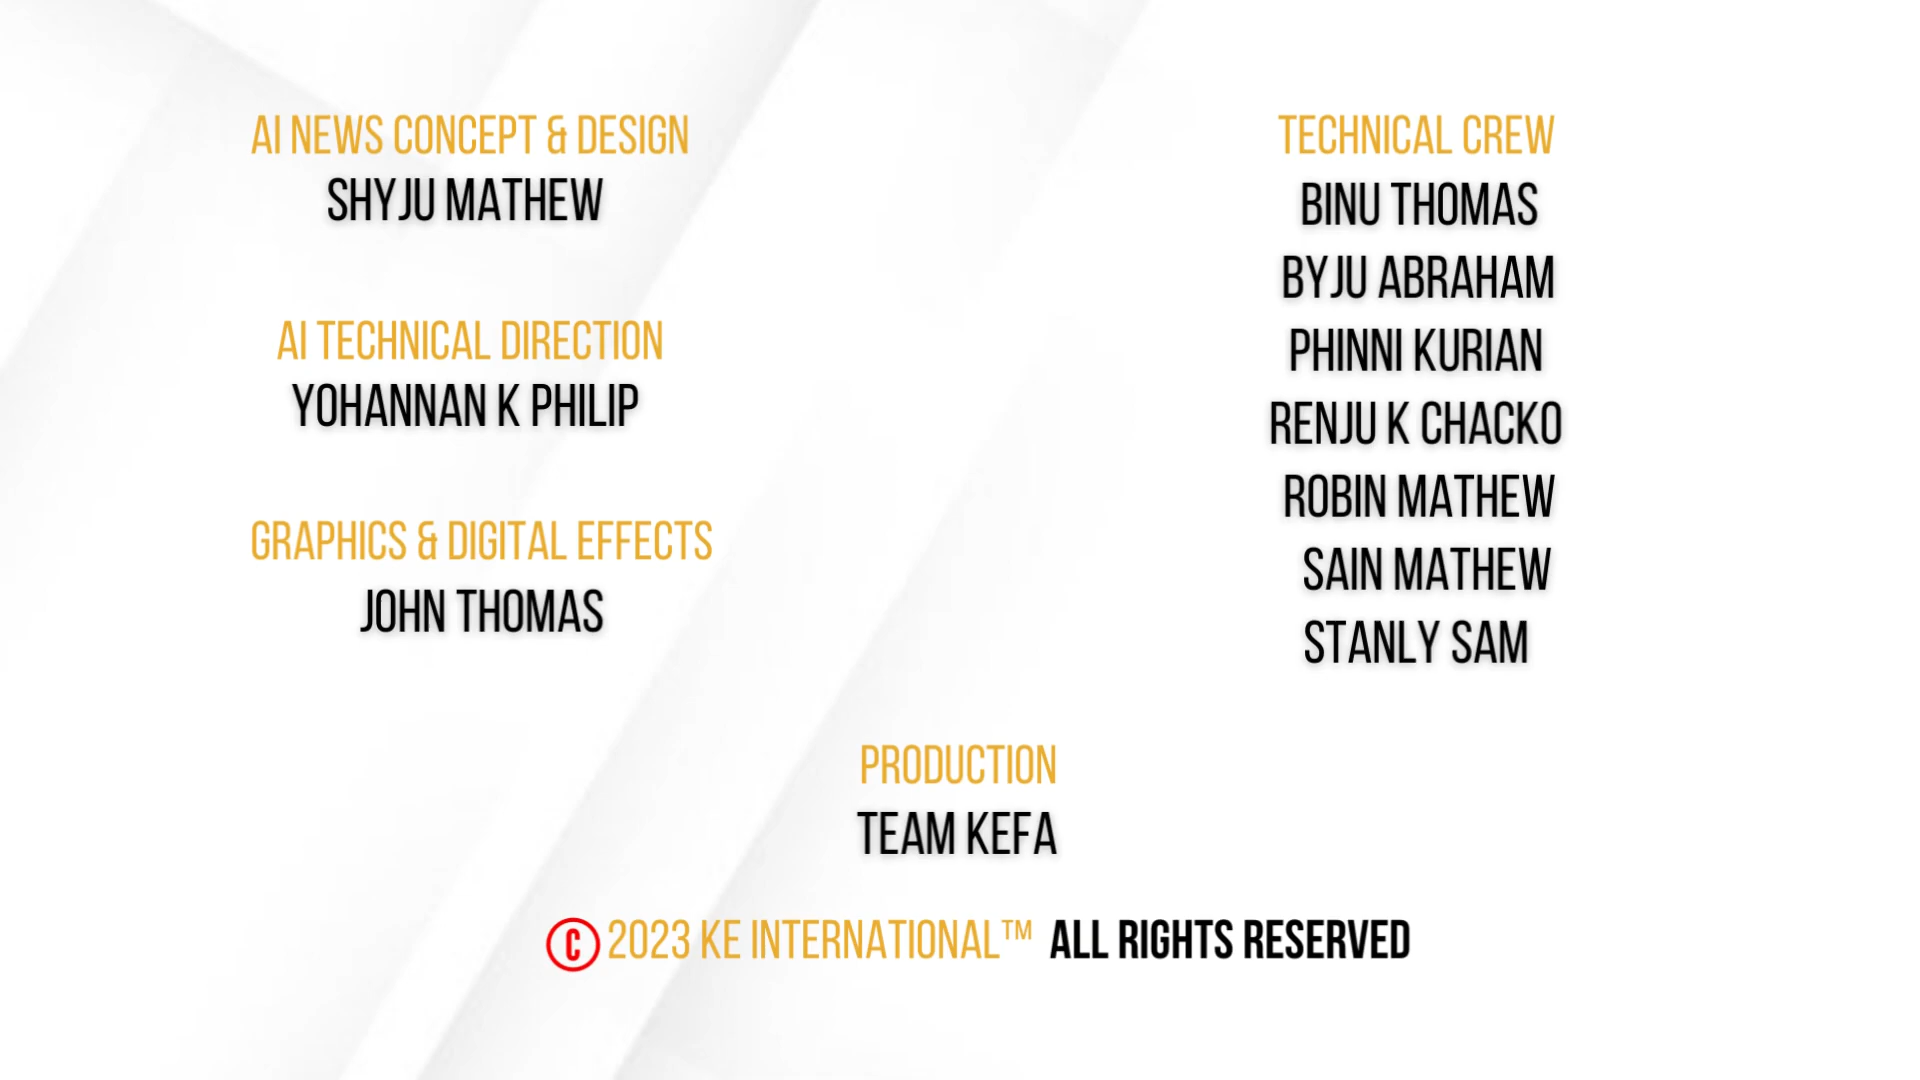 AI NEWS CONCEPT & DESIGN
SHYJU MATHEW
AI TECHNICAL DIRECTION
YOHANNAN K PHILIP
GRAPHICS & DIGITAL EFFECTS
JOHN THOMAS
TECHNICAL CREW
BINU THOMAS
BYJU ABRAHAM
PHINNI KURIAN
RENJU K CHACKO
ROBIN MATHEW
SAIN MATHEW
STANLY SAM
PRODUCTION
TEAM KEFA
© 2023 KE INTERNATIONAL™ ALL RIGHTS RESERVED